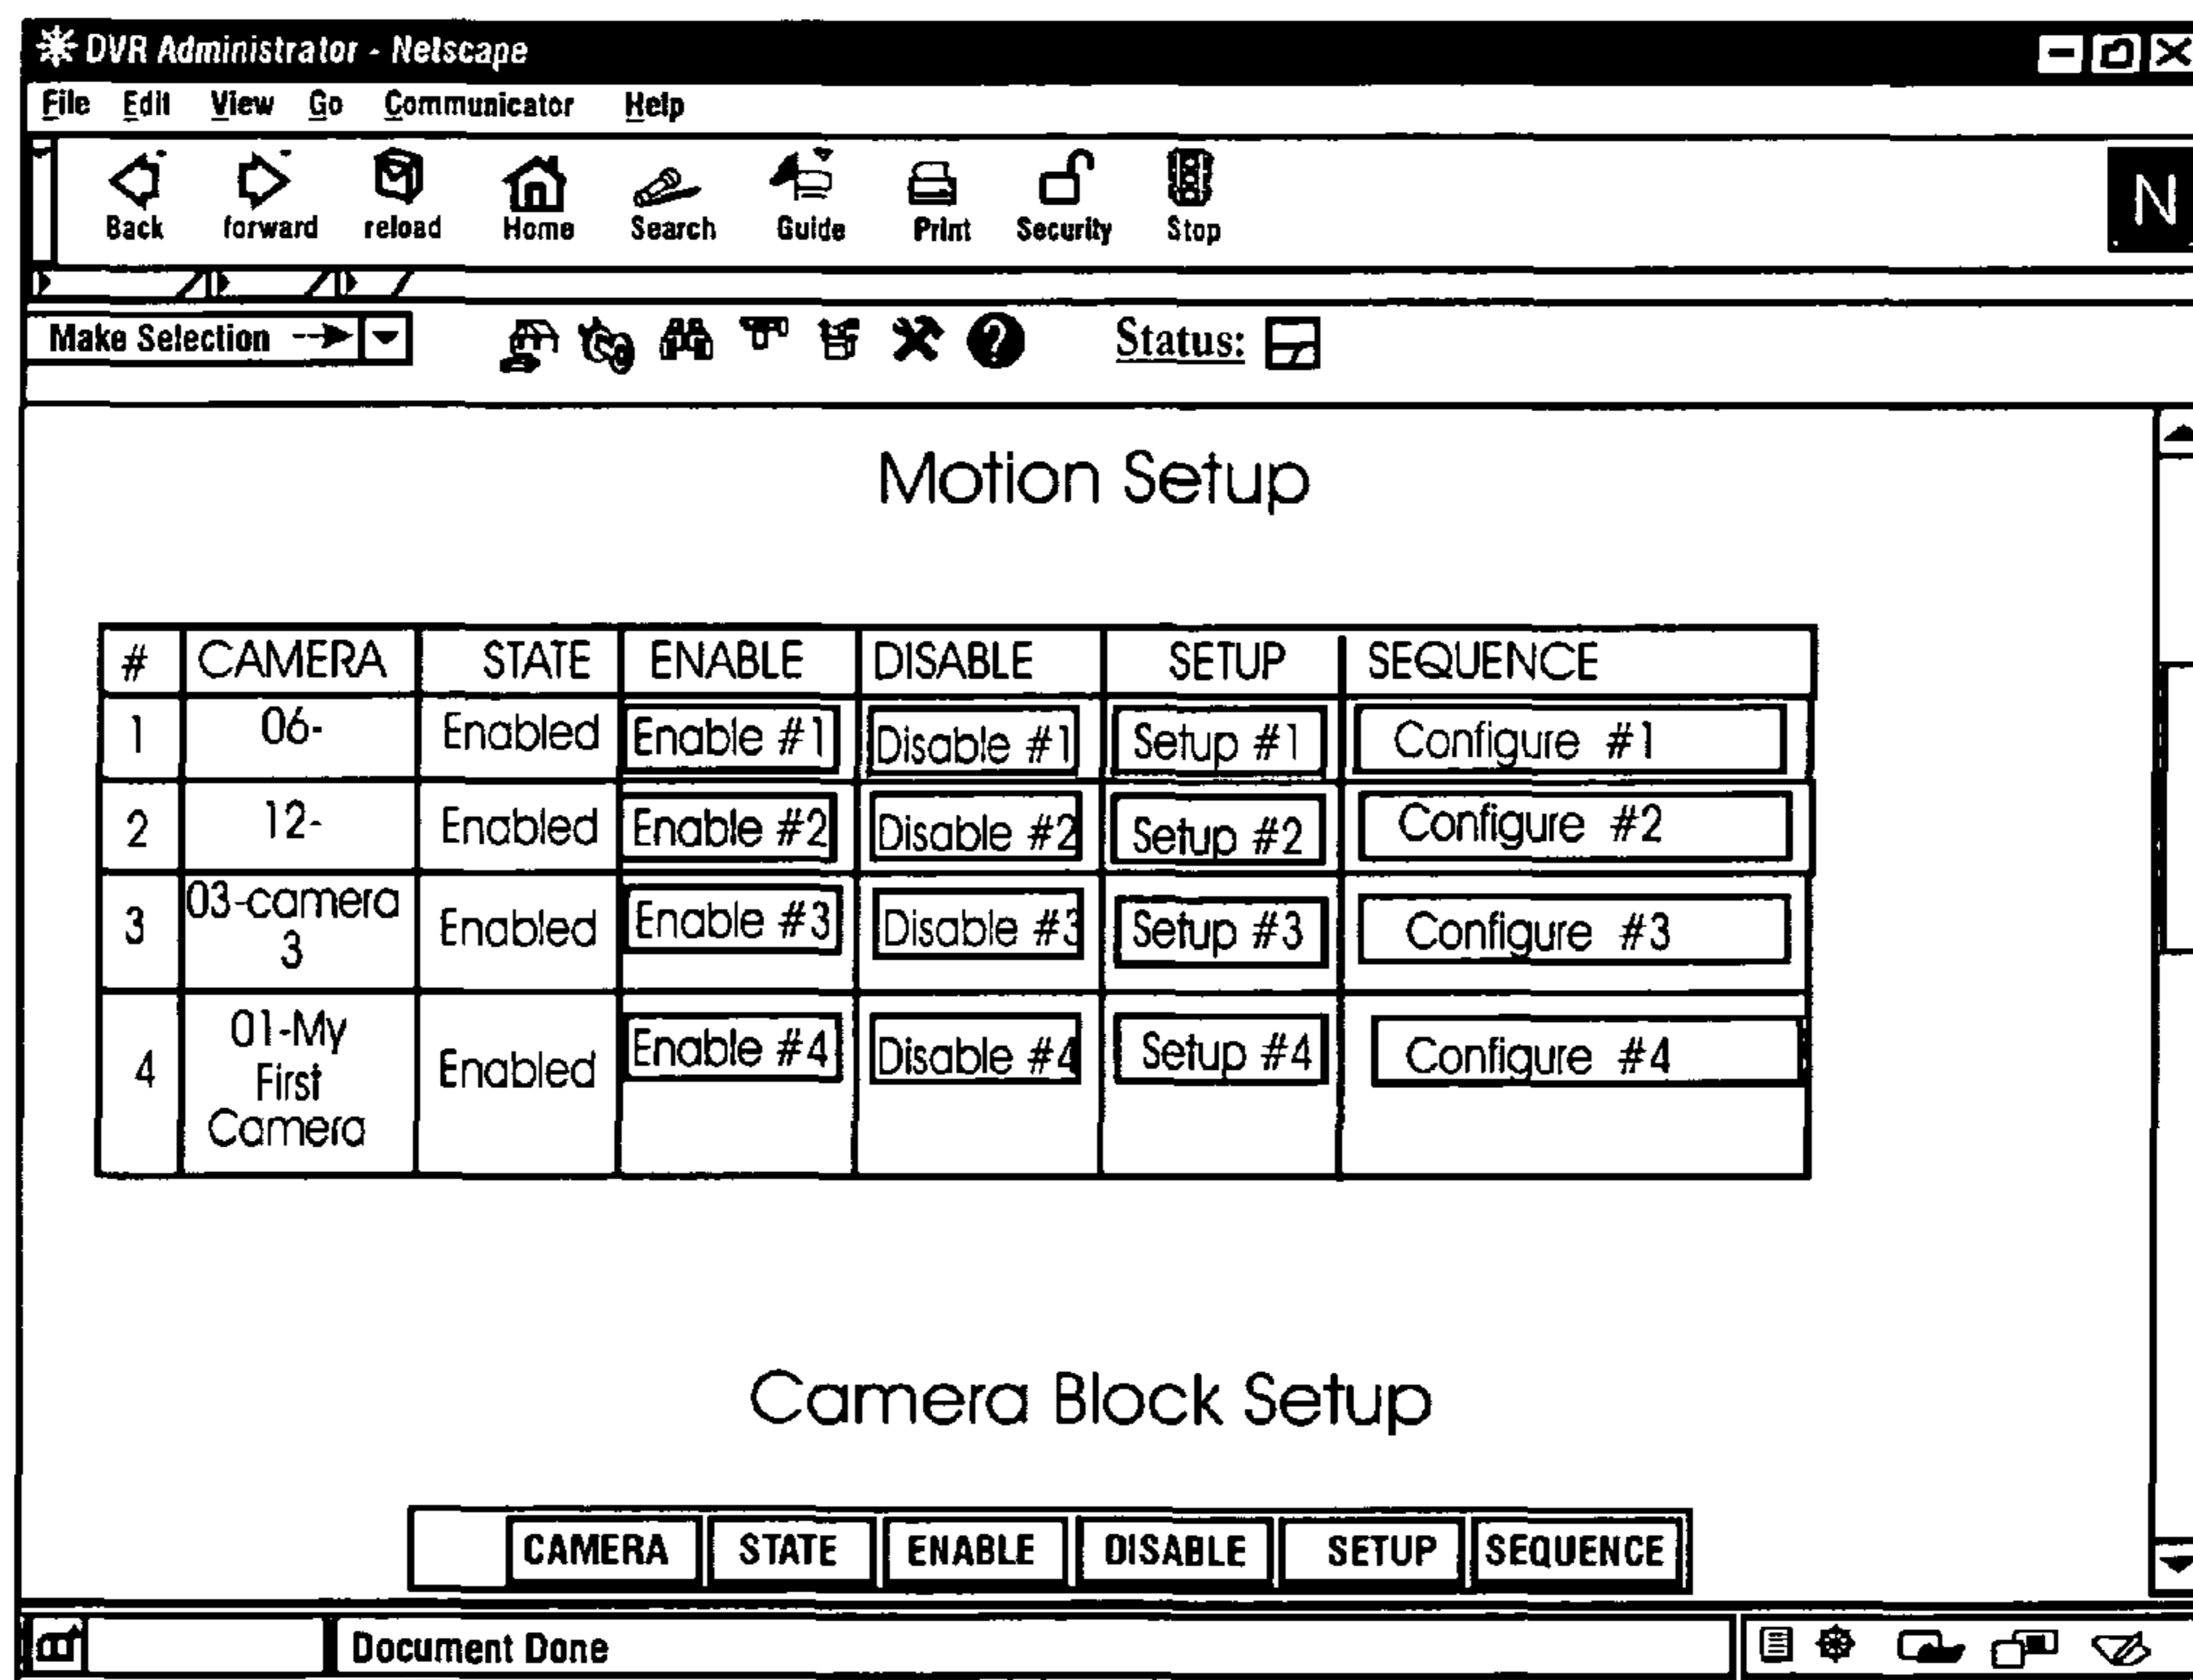 DVR Administrator - Netscape
File Edit View Go Communicator Help
Back forward reload Home Search Guide Print Security Stop
N
Make Selection Status:
Motion Setup
# CAMERA STATE ENABLE DISABLE SETUP SEQUENCE
1 06- Enabled Enable #1 Disable #1 Setup #1 Configure #1
2 12- Enabled Enable #2 Disable #2 Setup #2 Configure #2
3 03-camera 3 Enabled Enable #3 Disable #3 Setup #3 Configure #3
4 01-My First Camera Enabled Enable #4 Disable #4 Setup #4 Configure #4
Camera Block Setup
CAMERA STATE ENABLE DISABLE SETUP SEQUENCE
Document Done